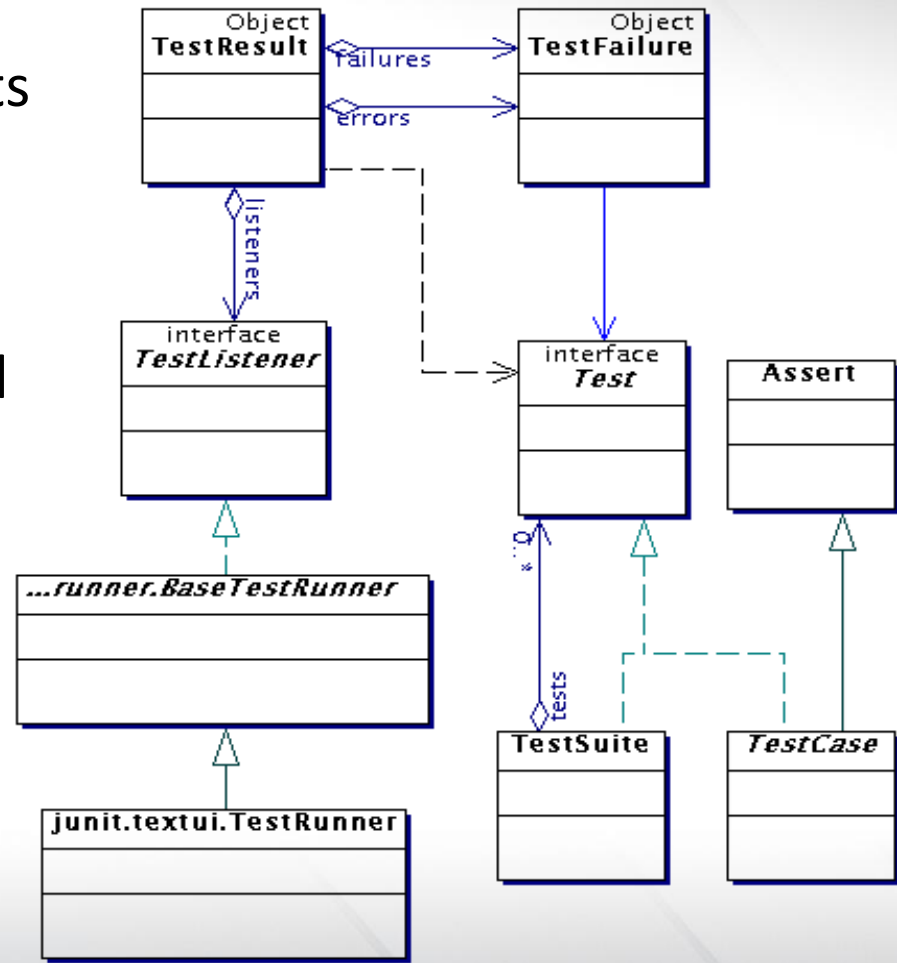 Object
TestResult
Object
TestFailure
failures
errors
ts
listeners
interface
TestListener
interface
Test
Assert
0..*
...runner.BaseTestRunner
tests
TestSuite
TestCase
junit.textui.TestRunner